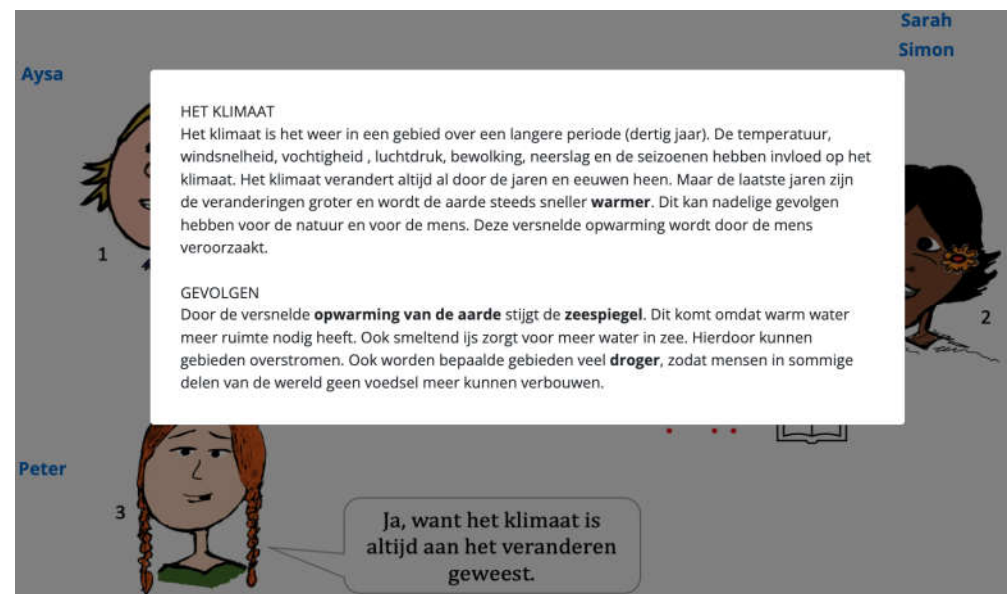 Sarah
Simon
Aysa
HET KLIMAAT
Het klimaat is het weer in een gebied over een langere periode (dertig jaar). De temperatuur,
windsnelheid, vochtigheid , luchtdruk, bewolking, neerslag en de seizoenen hebben invloed op het
klimaat. Het klimaat verandert altijd al door de jaren en eeuwen heen. Maar de laatste jaren zijn
de veranderingen groter en wordt de aarde steeds sneller warmer. Dit kan nadelige gevolgen
hebben voor de natuur en voor de mens. Deze versnelde opwarming wordt door de mens
veroorzaakt.
1
GEVOLGEN
Door de versnelde opwarming van de aarde stijgt de zeespiegel. Dit komt omdat warm water
meer ruimte nodig heeft. Ook smeltend ijs zorgt voor meer water in zee. Hierdoor kunnen
gebieden overstromen. Ook worden bepaalde gebieden veel droger, zodat mensen in sommige
delen van de wereld geen voedsel meer kunnen verbouwen.
2
Peter
3
Ja, want het klimaat is
altijd aan het veranderen
geweest.